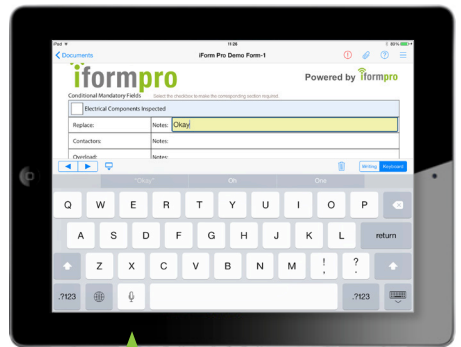 iPad 11:26 80%
Documents iForm Pro Demo Form-1
iformpro
Powered by iformpro
Conditional Mandatory Fields Select the checkbox to make the corresponding section required
Electrical Components Inspected
Replace: Notes: Okay
Contactors: Notes:
Overload: Notes:
Writing Keyboard
"Okay" Oh One
Q W E R T Y U I O P
A S D F G H J K L return
Z X C V B N M ! , ? .
.?123 .?123